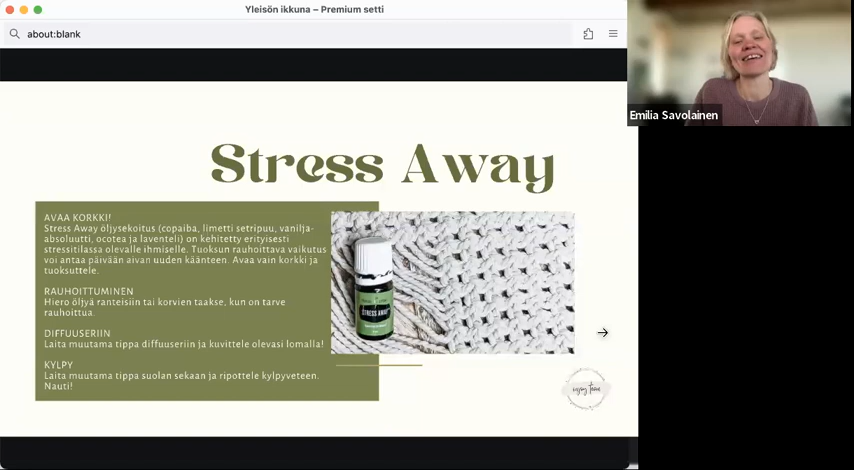 Yleisön ikkuna – Premium setti
about:blank
Emilia Savolainen
Stress Away
AVAA KORKKI!
Stress Away öljysekoitus (copaiba, limetti setripuu, vanilja-
absoluutti, ocotea ja laventeli) on kehitetty erityisesti
stressitilassa olevalle ihmiselle. Tuoksun rauhoittava vaikutus
voi antaa päivään aivan uuden käänteen. Avaa vain korkki ja
tuoksuttele.
RAUHOITTUMINEN
Hiero öljyä ranteisiin tai korvien taakse, kun on tarve
rauhoittua.
DIFFUUSERIIN
Laita muutama tippa diffuuseriin ja kuvittele olevasi lomalla!
KYLPY
Laita muutama tippa suolan sekaan ja ripottele kylpyveteen.
Nauti!
STRESS AWAY